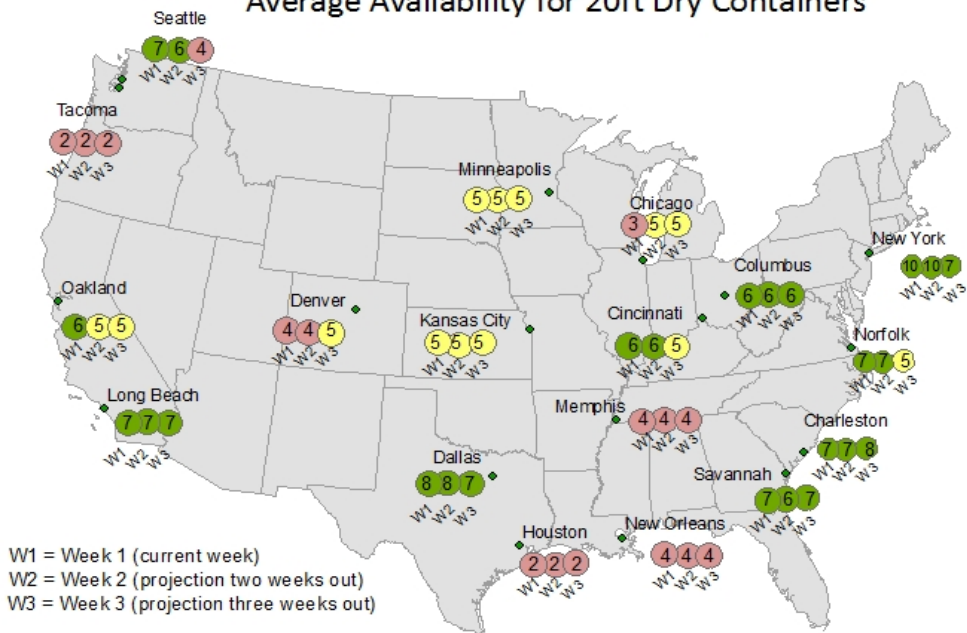 Average Availability for 20ft Dry Containers
Seattle
7 6 4
W1 W2 W3
Tacoma
2 2 2
W1 W2 W3
Minneapolis
5 5 5
W1 W2 W3
Chicago
3 5 5
W1 W2 W3
New York
10 10 7
W1 W2 W3
Columbus
6 6 6
W1 W2 W3
Oakland
6 5 5
W1 W2 W3
Denver
4 4 5
W1 W2 W3
Kansas City
5 5 5
W1 W2 W3
Cincinnati
6 6 5
W1 W2 W3
Norfolk
7 7 5
W1 W2 W3
Long Beach
7 7 7
W1 W2 W3
Memphis
4 4 4
W1 W2 W3
Charleston
7 7 8
W1 W2 W3
Dallas
8 8 7
W1 W2 W3
Savannah
7 6 7
W1 W2 W3
Houston
2 2 2
W1 W2 W3
New Orleans
4 4 4
W1 W2 W3
W1 = Week 1 (current week)
W2 = Week 2 (projection two weeks out)
W3 = Week 3 (projection three weeks out)